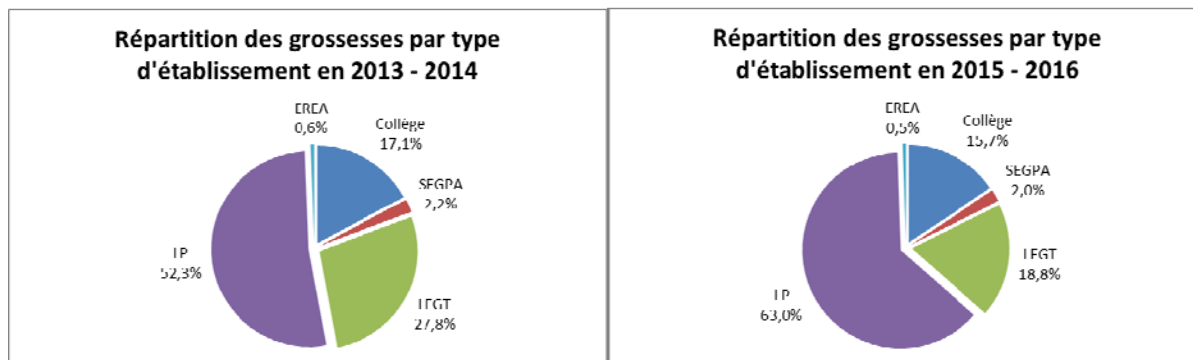 Répartition des grossesses par type
d'établissement en 2013 - 2014
EREA
0,6%
Collège
17,1%
SEGPA
2,2%
LP
52,3%
LEGT
27,8%
Répartition des grossesses par type
d'établissement en 2015 - 2016
EREA
0,5%
Collège
15,7%
SEGPA
2,0%
LEGT
18,8%
LP
63,0%